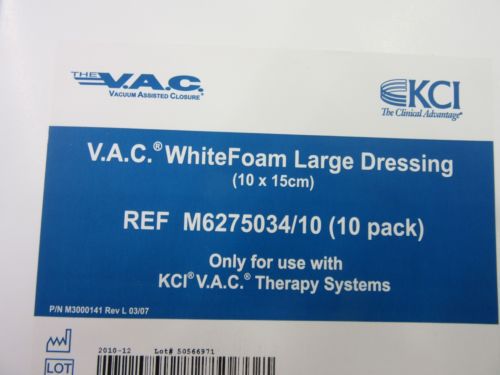 THE V.A.C.®
VACUUM ASSISTED CLOSURE®
KCI
The Clinical Advantage®
V.A.C.® WhiteFoam Large Dressing
(10 x 15cm)
REF M6275034/10 (10 pack)
Only for use with
KCI® V.A.C.® Therapy Systems
P/N M3000141 Rev L 03/07
2010-12 Lot# 50566971
LOT